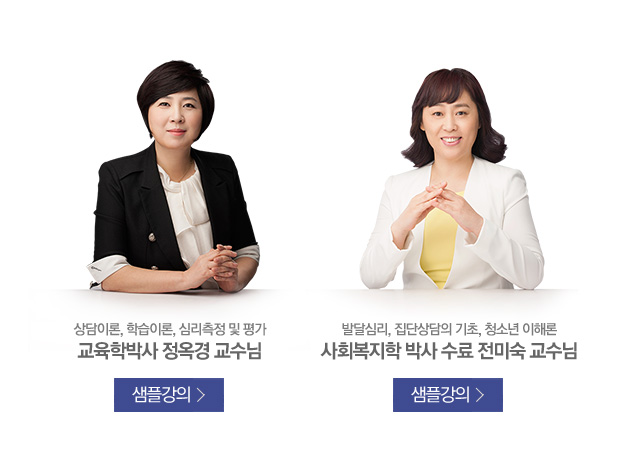 상담이론, 학습이론, 심리측정 및 평가
교육학박사 정옥경 교수님
샘플강의 >
발달심리, 집단상담의 기초, 청소년 이해론
사회복지학 박사 수료 전미숙 교수님
샘플강의 >